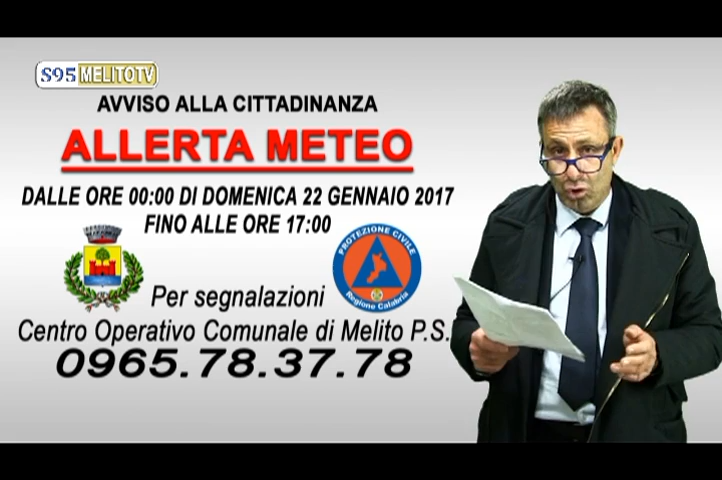 S95 MELITOTV
AVVISO ALLA CITTADINANZA
ALLERTA METEO
DALLE ORE 00:00 DI DOMENICA 22 GENNAIO 2017
FINO ALLE ORE 17:00
PROTEZIONE CIVILE
Regione Calabria
Per segnalazioni
Centro Operativo Comunale di Melito P.S.
0965.78.37.78